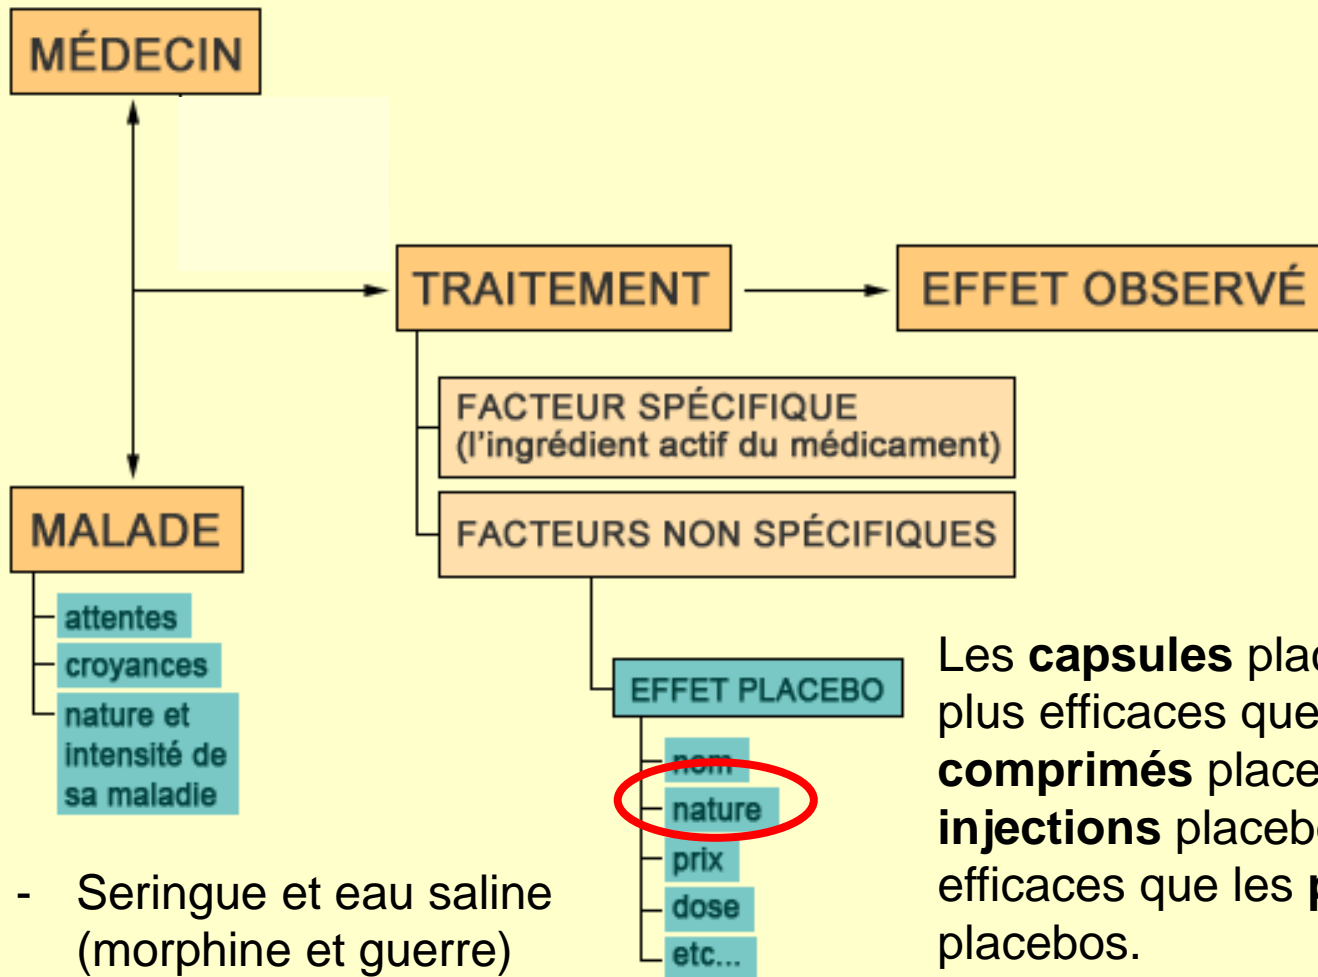 MÉDECIN
TRAITEMENT
EFFET OBSERVÉ
FACTEUR SPÉCIFIQUE
(l'ingrédient actif du médicament)
FACTEURS NON SPÉCIFIQUES
MALADE
attentes
croyances
nature et
intensité de
sa maladie
EFFET PLACEBO
nom
nature
prix
dose
etc...
Les capsules
plus efficaces que
comprimés
injections
efficaces que les
placebos.
- Seringue et eau saline
(morphine et guerre)